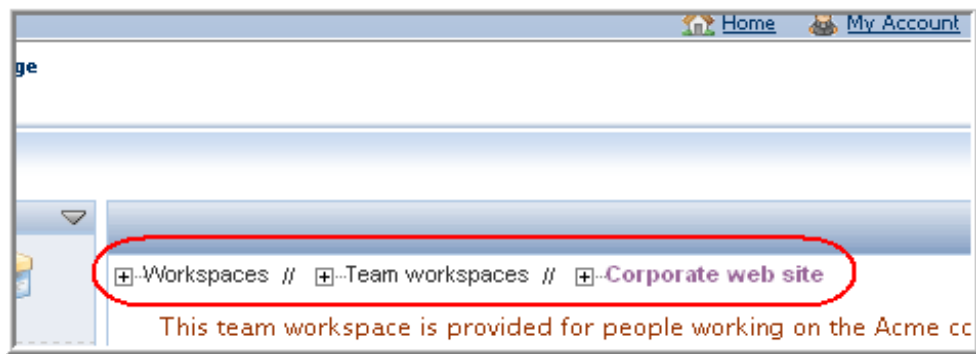 Home My Account
ge
Workspaces // Team workspaces // Corporate web site
This team workspace is provided for people working on the Acme